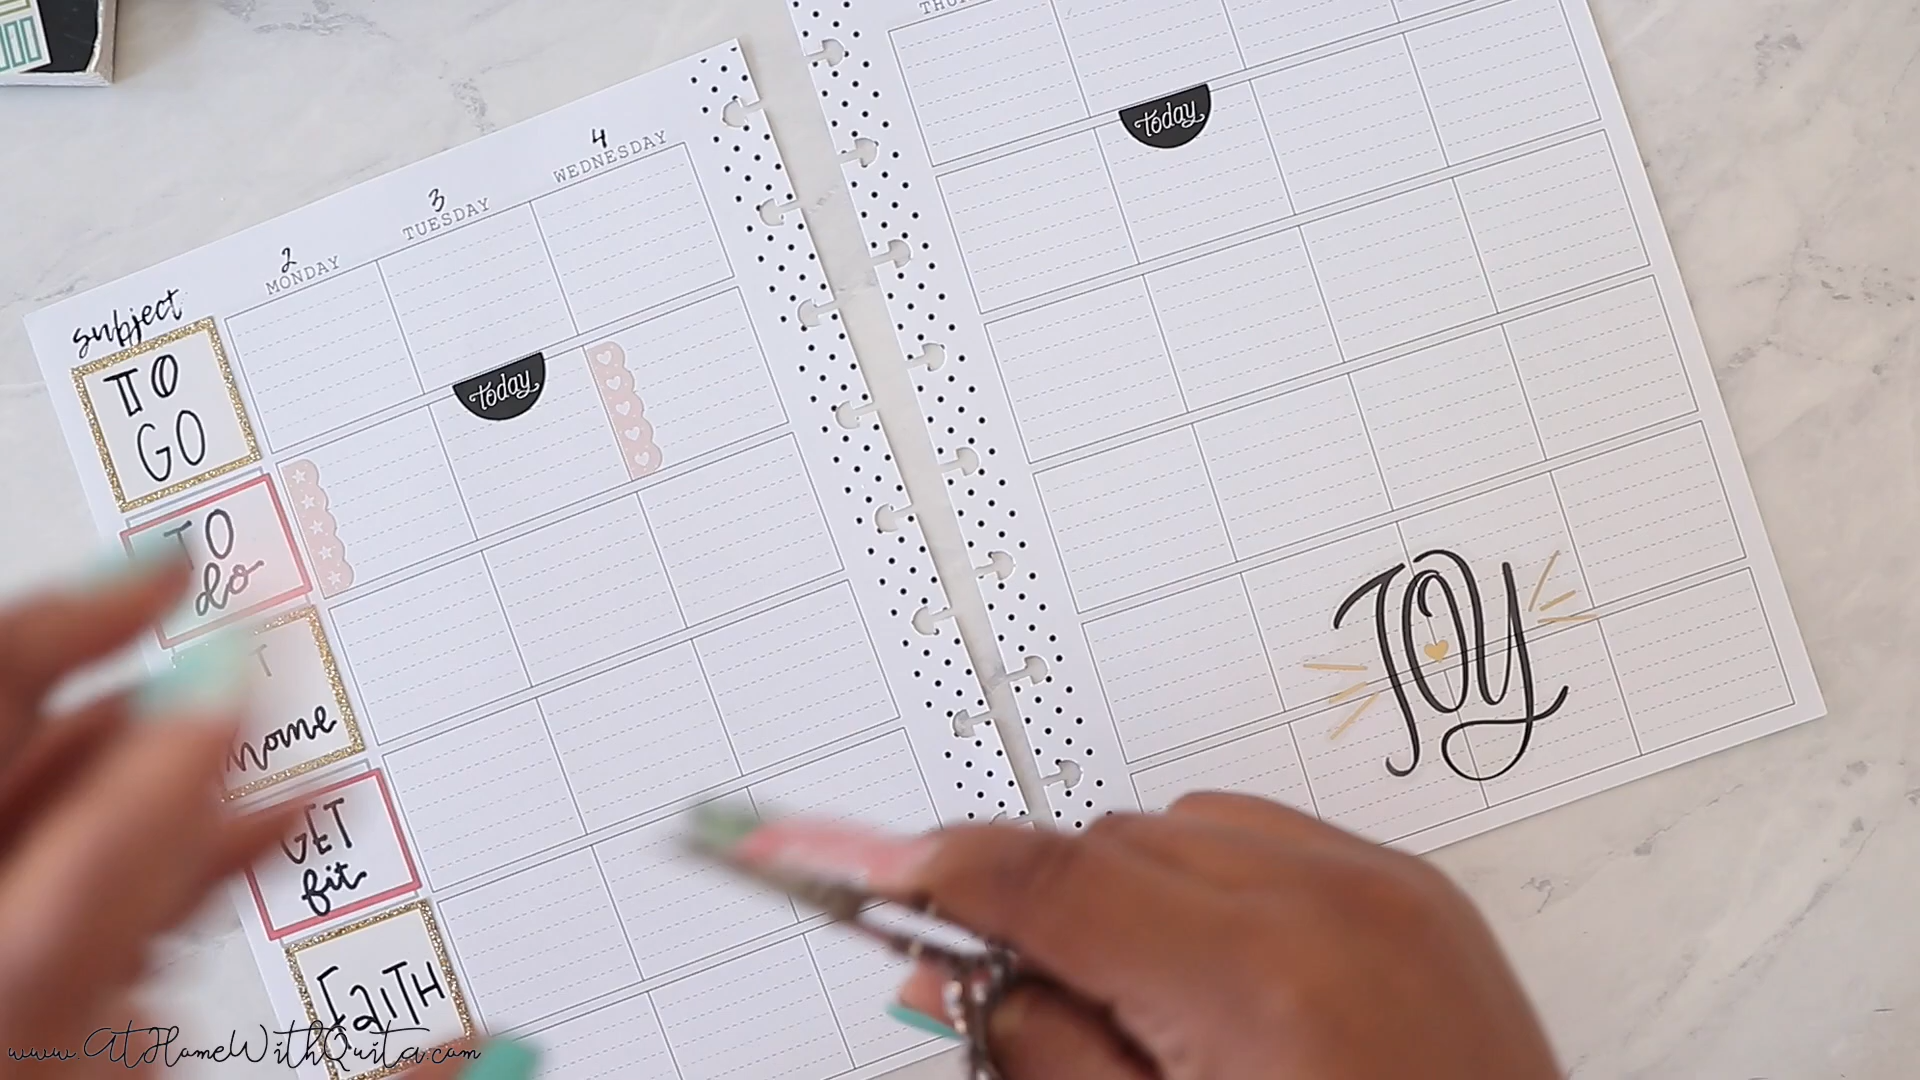 2
3
4
MONDAY
TUESDAY
WEDNESDAY
subject
TO
GO
TO
do
home
GET
fit
FAITH
today
today
JOY
www.AtHomeWithQuita.com